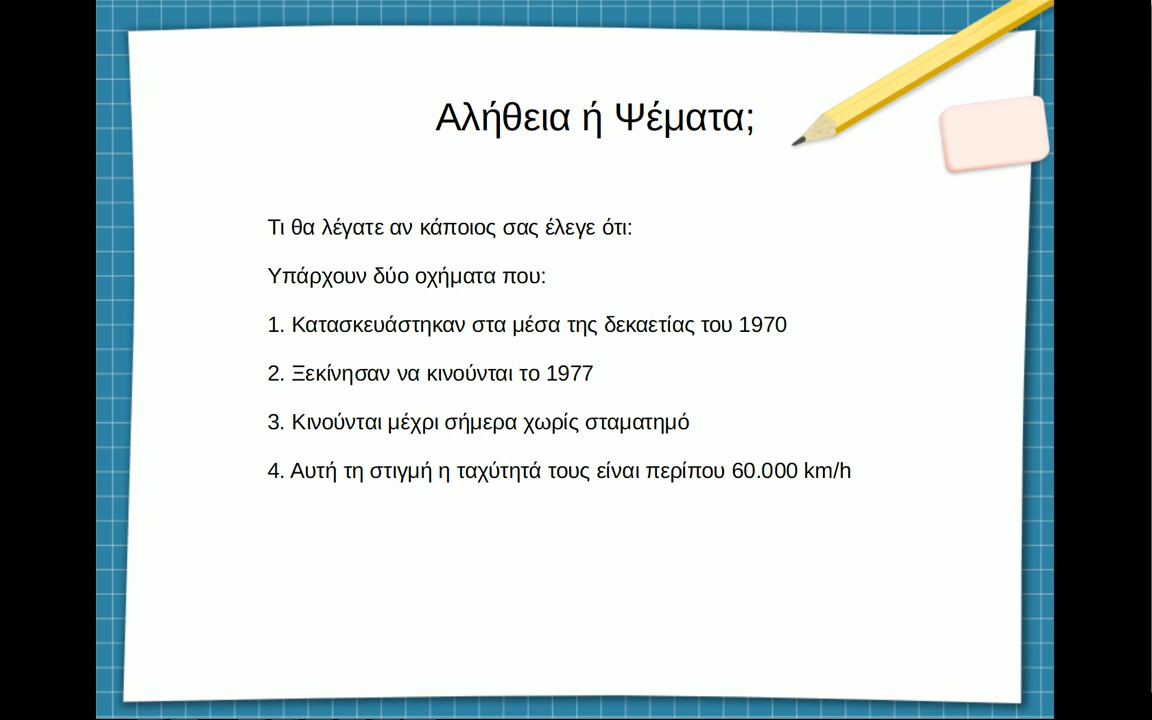 Αλήθεια ή Ψέματα;
Τι θα λέγατε αν κάποιος σας έλεγε ότι:
Υπάρχουν δύο οχήματα που:
1. Κατασκευάστηκαν στα μέσα της δεκαετίας του 1970
2. Ξεκίνησαν να κινούνται το 1977
3. Κινούνται μέχρι σήμερα χωρίς σταματημό
4. Αυτή τη στιγμή η ταχύτητά τους είναι περίπου 60.000 km/h